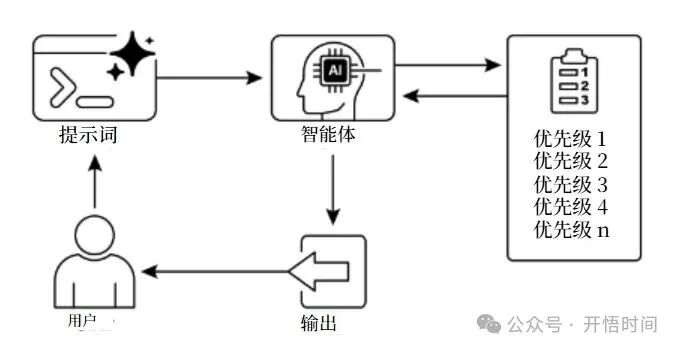 AI
1
2
3
提示词
智能体
优先级 1
优先级 2
优先级 3
优先级 4
优先级 n
用户
输出
公众号 · 开悟时间